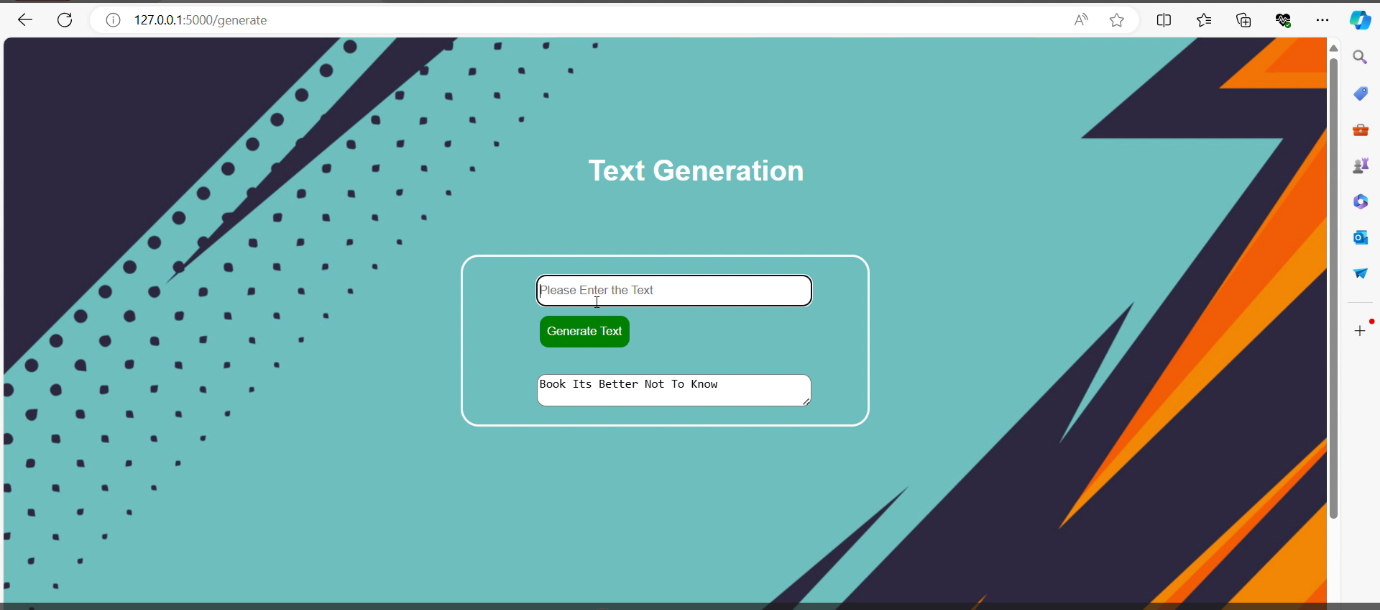 127.0.0.1:5000/generate
Text Generation
Please Enter the Text
Generate Text
Book Its Better Not To Know